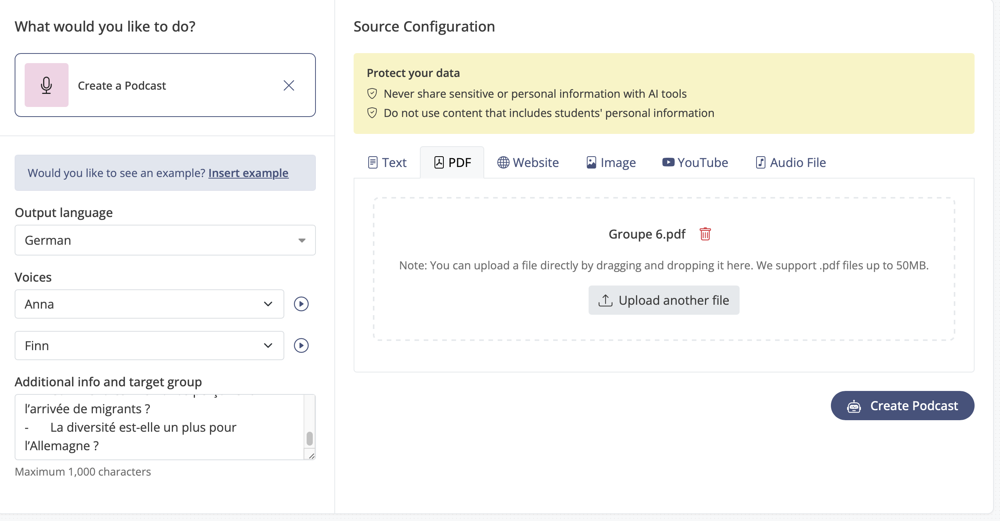 What would you like to do?
Create a Podcast
Would you like to see an example? Insert example
Output language
German
Voices
Anna
Finn
Additional info and target group
l’arrivée de migrants ?
- La diversité est-elle un plus pour
l’Allemagne ?
Maximum 1,000 characters
Source Configuration
Protect your data
Never share sensitive or personal information with AI tools
Do not use content that includes students' personal information
Text PDF Website Image YouTube Audio File
Groupe 6.pdf
Note: You can upload a file directly by dragging and dropping it here. We support .pdf files up to 50MB.
Upload another file
Create Podcast